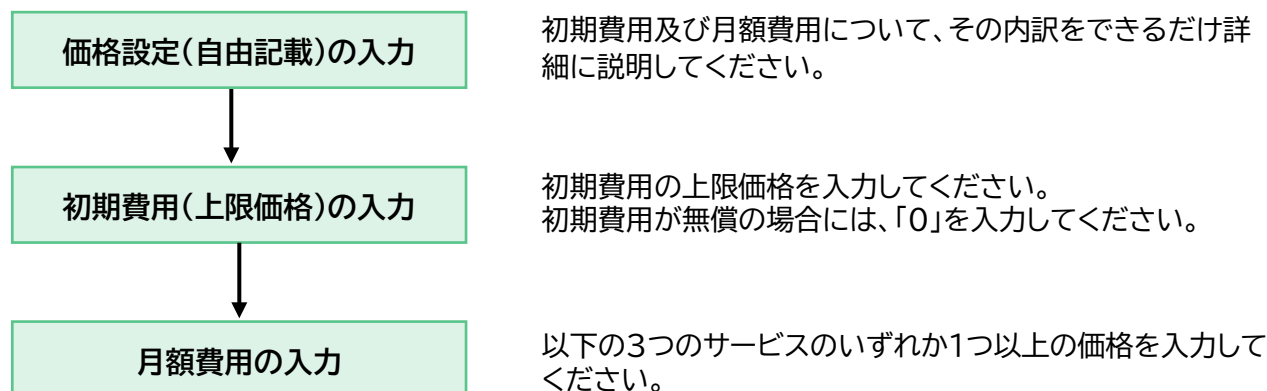 価格設定(自由記載)の入力
初期費用及び月額費用について、その内訳をできるだけ詳
細に説明してください。
初期費用(上限価格)の入力
初期費用の上限価格を入力してください。
初期費用が無償の場合には、「0」を入力してください。
月額費用の入力
以下の3つのサービスのいずれか1つ以上の価格を入力して
ください。